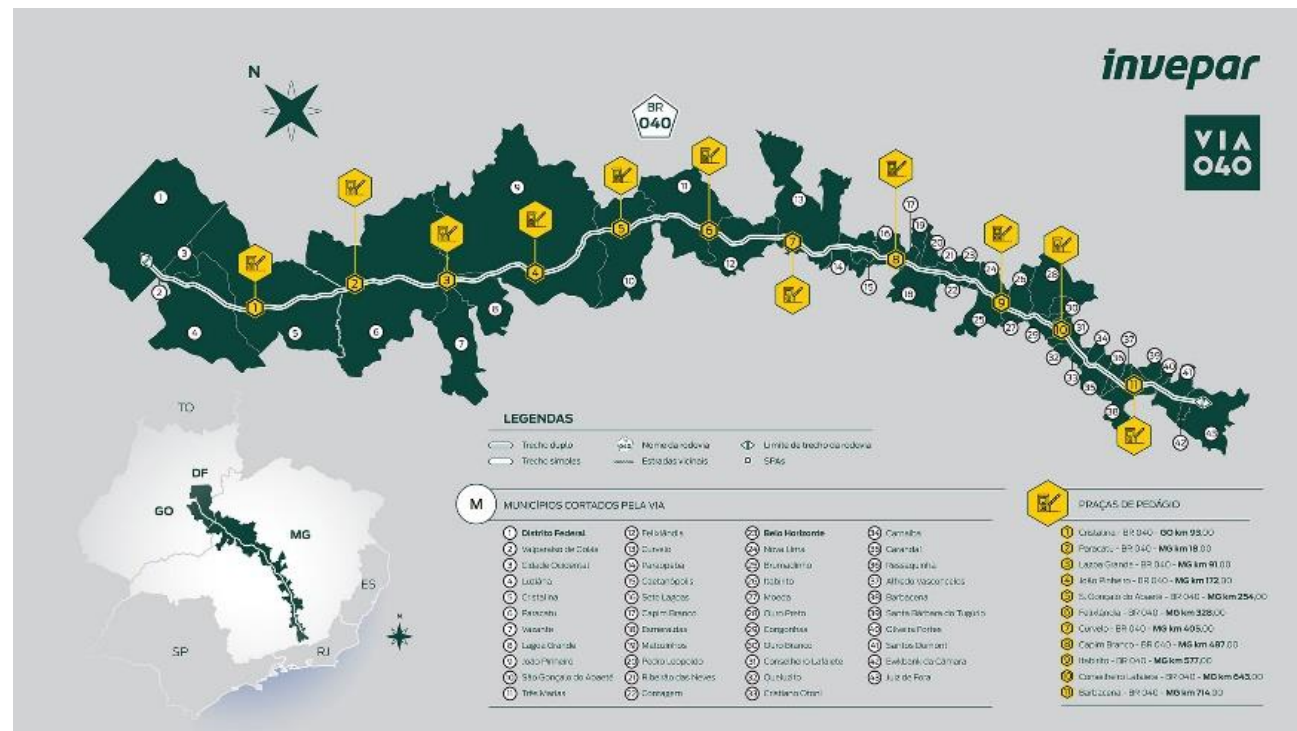 invepar
VIA
040
N
BR
040
TO
DF
GO
MG
ES
SP
RJ
N
LEGENDAS
Trecho duplo
Nome da rodovia
Limite de trecho da rodovia
Trecho simples
Estradas vicinais
SPAs
M MUNICÍPIOS CORTADOS PELA VIA
1 Distrito Federal
2 Valparaíso de Goiás
3 Cidade Ocidental
4 Luziânia
5 Cristalina
6 Paracatu
7 Vazante
8 Lagoa Grande
9 João Pinheiro
10 São Gonçalo do Abaeté
11 Três Marias
12 Felixlândia
13 Curvelo
14 Paraopeba
15 Caetanópolis
16 Sete Lagoas
17 Capim Branco
18 Esmeraldas
19 Matozinhos
20 Pedro Leopoldo
21 Ribeirão das Neves
22 Contagem
23 Belo Horizonte
24 Nova Lima
25 Brumadinho
26 Itabirito
27 Moeda
28 Ouro Preto
29 Congonhas
30 Ouro Branco
31 Conselheiro Lafaiete
32 Queluzito
33 Cristiano Otoni
34 Carnaíba
35 Carandaí
36 Ressaquinha
37 Alfredo Vasconcelos
38 Barbacena
39 Santa Bárbara do Tugúrio
40 Oliveira Fortes
41 Santos Dumont
42 Ewbank da Câmara
43 Juiz de Fora
PRAÇAS DE PEDÁGIO
1 Cristalina - BR 040 - GO km 93,00
2 Paracatu - BR 040 - MG km 18,00
3 Lagoa Grande - BR 040 - MG km 91,00
4 João Pinheiro - BR 040 - MG km 172,00
5 S. Gonçalo do Abaeté - BR 040 - MG km 254,00
6 Felixlândia - BR 040 - MG km 328,00
7 Curvelo - BR 040 - MG km 405,00
8 Capim Branco - BR 040 - MG km 487,00
9 Itabirito - BR 040 - MG km 577,00
10 Conselheiro Lafaiete - BR 040 - MG km 643,00
11 Barbacena - BR 040 - MG km 714,00